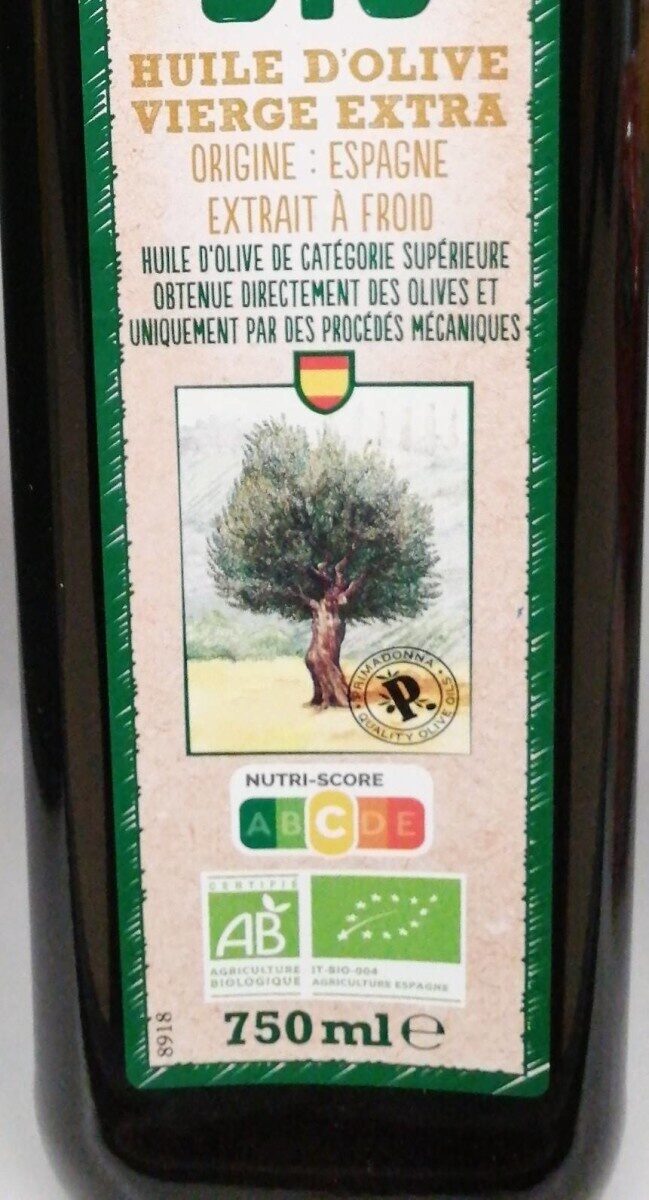 BIO
HUILE D'OLIVE
VIERGE EXTRA
ORIGINE : ESPAGNE
EXTRAIT À FROID
HUILE D'OLIVE DE CATÉGORIE SUPÉRIEURE
OBTENUE DIRECTEMENT DES OLIVES ET
UNIQUEMENT PAR DES PROCÉDÉS MÉCANIQUES
PRIMADONNA
P
QUALITY OLIVE OILS
NUTRI-SCORE
A B C D E
CERTIFIÉ
AB
AGRICULTURE
BIOLOGIQUE
IT-BIO-004
AGRICULTURE ESPAGNE
8918
750 ml e